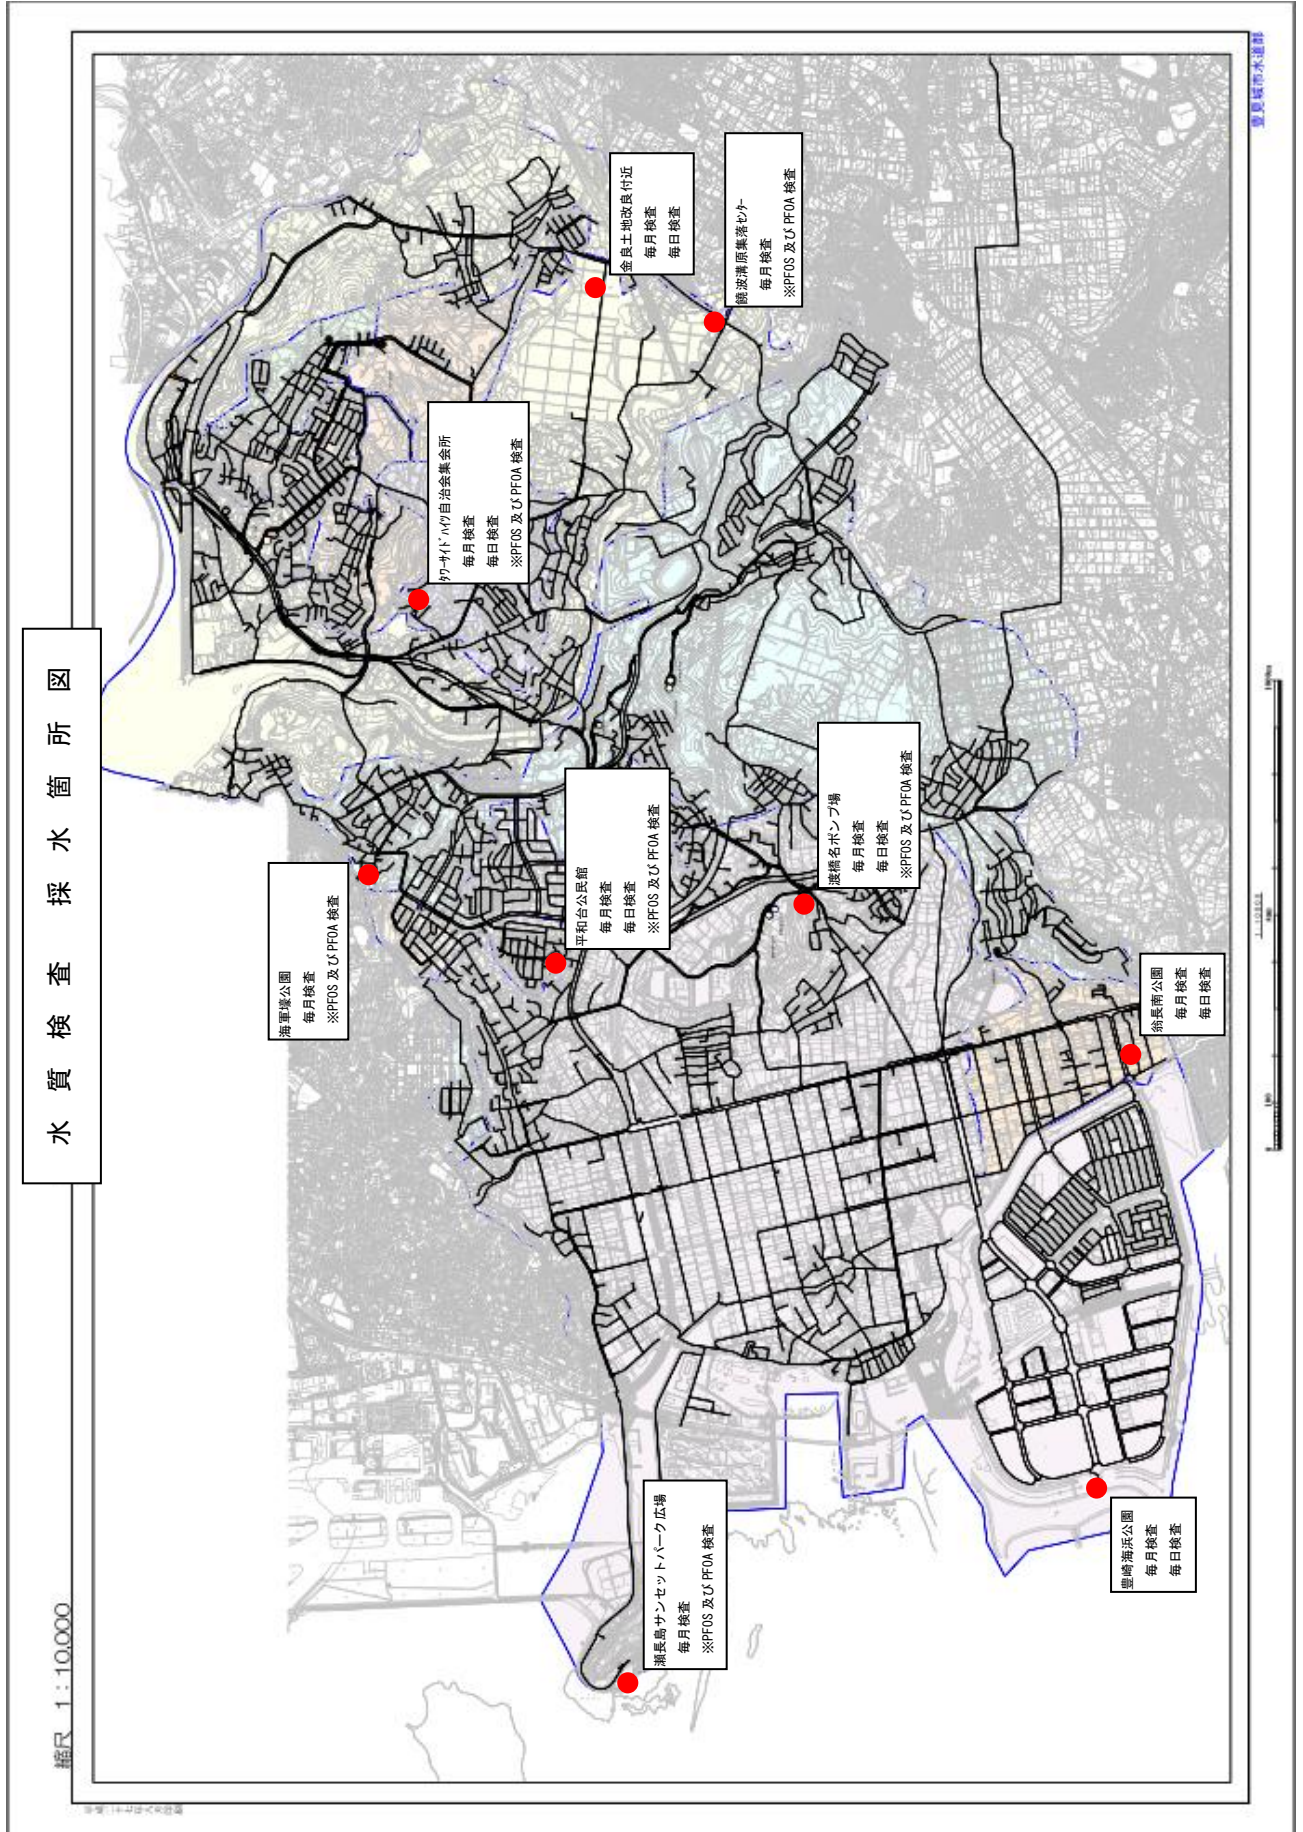 水質検査採水箇所図
縮尺 1:10,000
海軍壕公園
毎月検査
※PFOS 及び PFOA 検査
瀬長島サンセットパーク広場
毎月検査
※PFOS 及び PFOA 検査
平和台公民館
毎月検査
毎日検査
※PFOS 及び PFOA 検査
ﾀﾜｰｻｲﾄﾞﾊｲﾂ自治会集会所
毎月検査
毎日検査
※PFOS 及び PFOA 検査
金良土地改良付近
毎月検査
毎日検査
饒波溝原集落ｾﾝﾀｰ
毎月検査
※PFOS 及び PFOA 検査
渡橋名ポンプ場
毎月検査
毎日検査
※PFOS 及び PFOA 検査
翁長南公園
毎月検査
毎日検査
豊崎海浜公園
毎月検査
毎日検査
豊見城市水道部